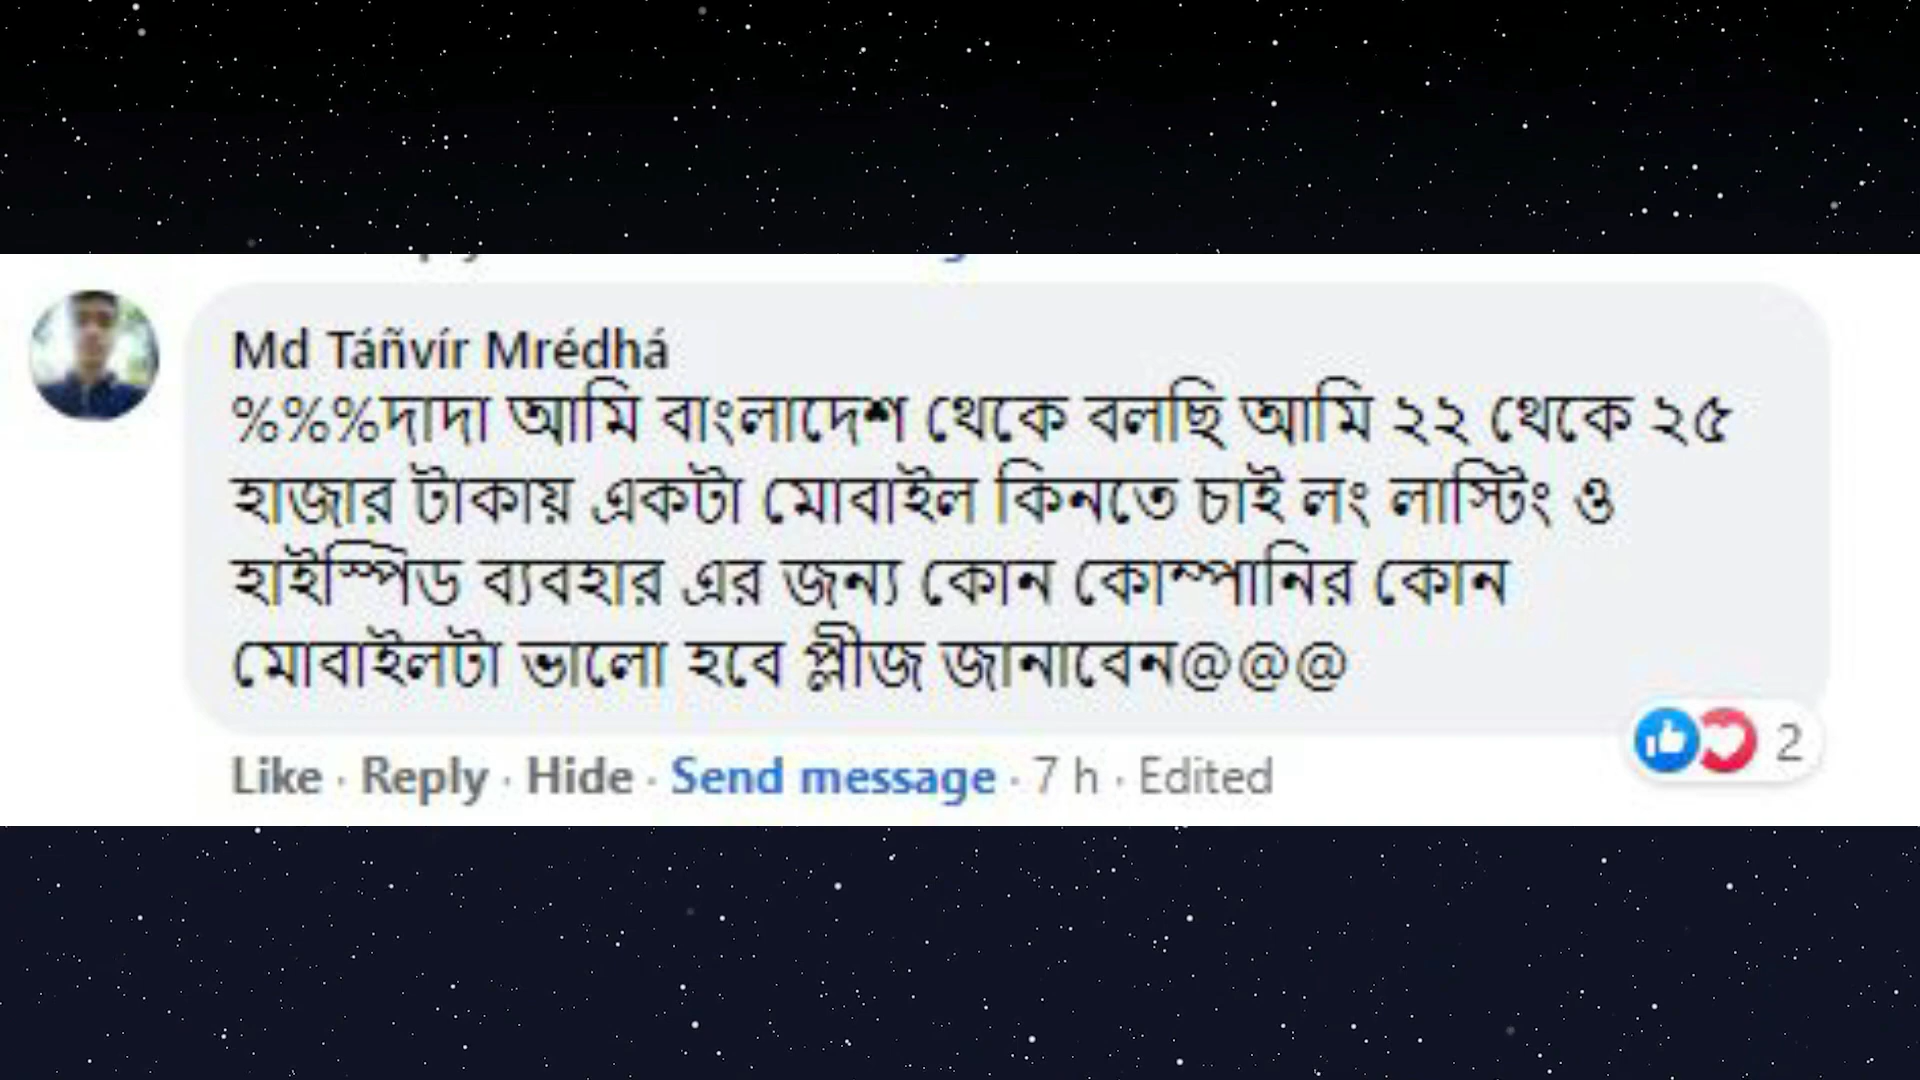 Md Táñvír Mrédhá
%%%দাদা আমি বাংলাদেশ থেকে বলছি আমি ২২ থেকে ২৫
হাজার টাকায় একটা মোবাইল কিনতে চাই লং লাস্টিং ও
হাইস্পিড ব্যবহার এর জন্য কোন কোম্পানির কোন
মোবাইলটা ভালো হবে প্লীজ জানাবেন@@@
2
Like · Reply · Hide · Send message · 7 h · Edited